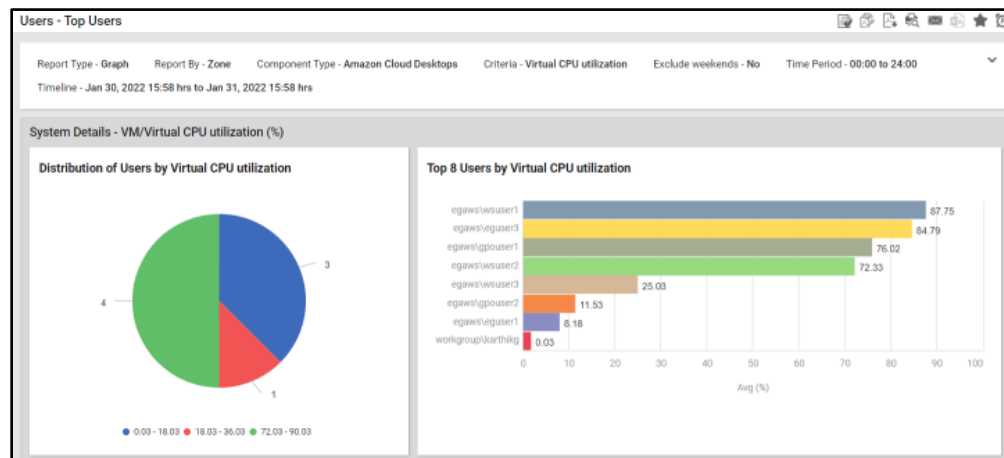 Users - Top Users
Report Type - Graph Report By - Zone Component Type - Amazon Cloud Desktops Criteria - Virtual CPU utilization Exclude weekends - No Time Period - 00:00 to 24:00
Timeline - Jan 30, 2022 15:58 hrs to Jan 31, 2022 15:58 hrs
System Details - VM/Virtual CPU utilization (%)
Distribution of Users by Virtual CPU utilization
3
4
1
0.03 - 18.03 18.03 - 36.03 72.03 - 90.03
Top 8 Users by Virtual CPU utilization
egaws\wsuser1 87.75
egaws\eguser3 84.79
egaws\gpouser1 76.02
egaws\wsuser2 72.33
egaws\wsuser3 25.03
egaws\gpouser2 11.53
egaws\eguser1 8.18
workgroup\karthikg 0.03
0 10 20 30 40 50 60 70 80 90 100
Avg (%)